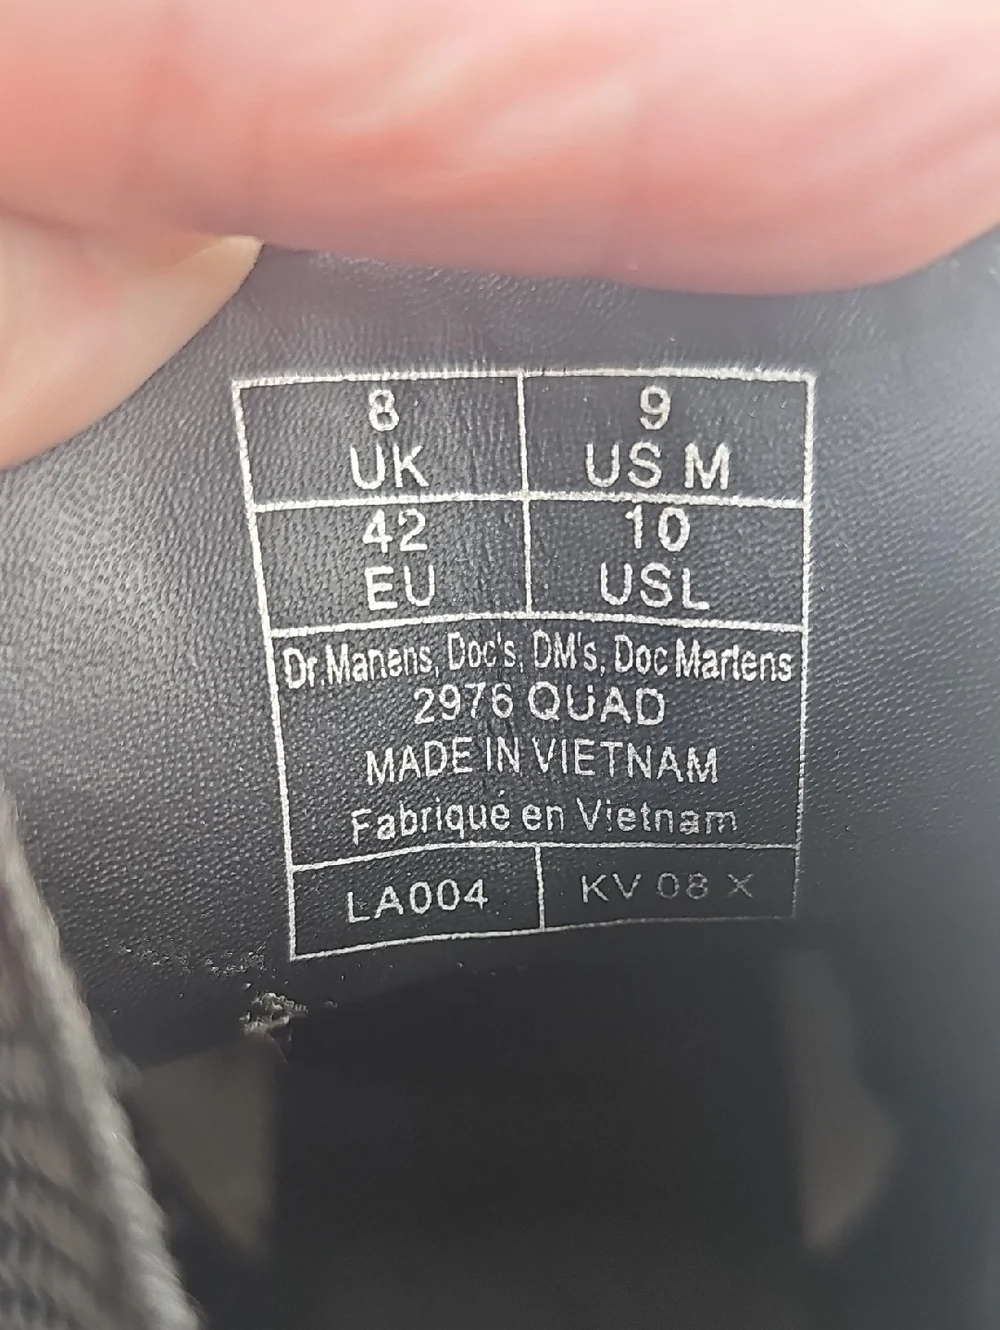 8
UK
9
US M
42
EU
10
USL
Dr.Manens, Doc's, DM's, Doc Martens
2976 QUAD
MADE IN VIETNAM
Fabriqué en Vietnam
LA004
KV 08 X